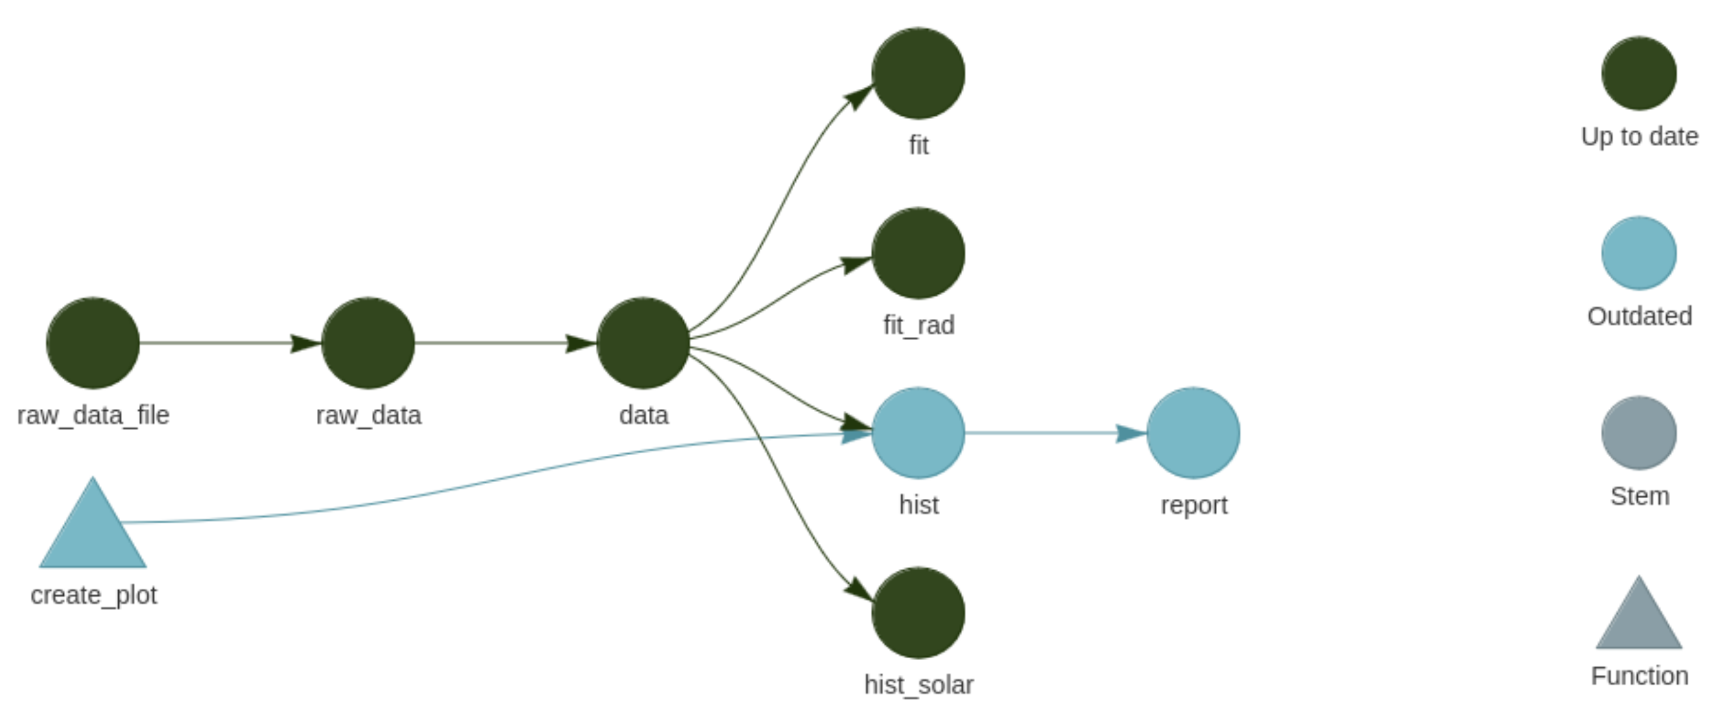 fit
fit_rad
raw_data_file
raw_data
data
hist
report
create_plot
hist_solar
Up to date
Outdated
Stem
Function